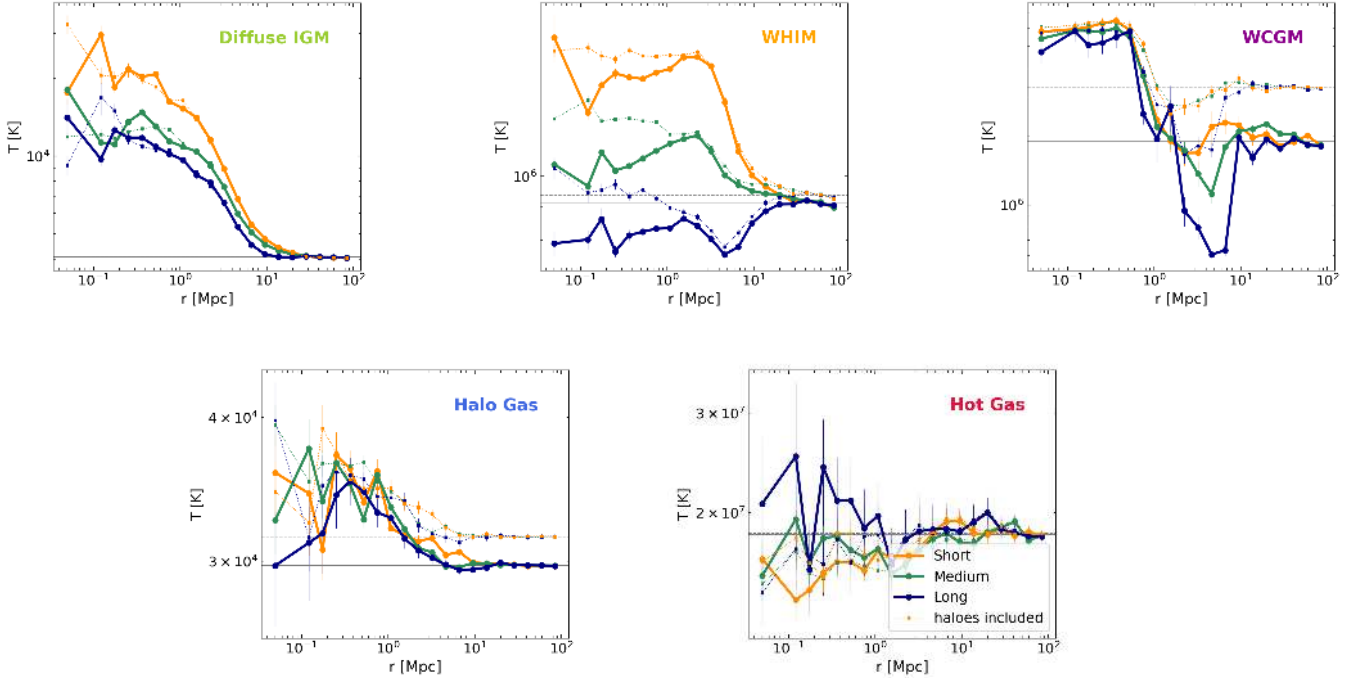 Diffuse IGM
T [K]
10⁴
10⁻¹ 10⁰ 10¹ 10²
r [Mpc]
WHIM
T [K]
10⁶
10⁻¹ 10⁰ 10¹ 10²
r [Mpc]
WCGM
T [K]
10⁶
10⁻¹ 10⁰ 10¹ 10²
r [Mpc]
Halo Gas
T [K]
4 × 10⁴
3 × 10⁴
10⁻¹ 10⁰ 10¹ 10²
r [Mpc]
Hot Gas
T [K]
3 × 10⁷
2 × 10⁷
Short
Medium
Long
haloes included
10⁻¹ 10⁰ 10¹ 10²
r [Mpc]